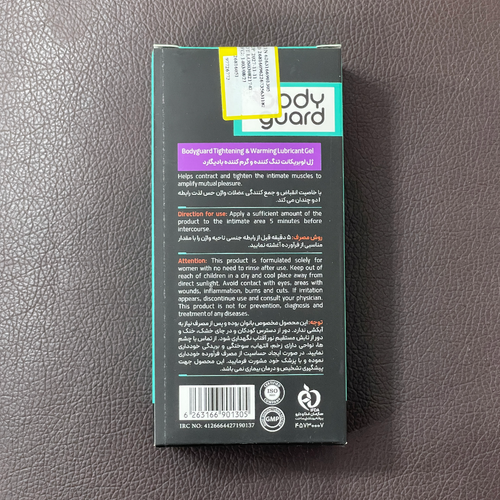 body
guard
Bodyguard Tightening & Warming Lubricant Gel
ژل لوبریکانت تنگ کننده و گرم کننده بادیگارد
Helps contract and tighten the intimate muscles to
amplify mutual pleasure.
با خاصیت انقباض و جمع کنندگی عضلات واژن حس لذت رابطه
را دو چندان می کند.
Direction for use: Apply a sufficient amount of the
product to the intimate area 5 minutes before
intercourse.
روش مصرف: ۵ دقیقه قبل از رابطه جنسی ناحیه واژن را با مقدار
مناسبی از فرآورده آغشته نمایید.
Attention: This product is formulated solely for
women with no need to rinse after use. Keep out of
reach of children in a dry and cool place away from
direct sunlight. Avoid contact with eyes, areas with
wounds, inflammation, burns and cuts. If irritation
appears, discontinue use and consult your physician.
This product is not for prevention, diagnosis and
treatment of any diseases.
توجه: این محصول مخصوص بانوان بوده و پس از مصرف نیاز به
آبکشی ندارد. دور از دسترس کودکان و در جای خشک، خنک و
دور از تابش مستقیم نور آفتاب نگهداری شود. از تماس با چشم
ها، نواحی دارای زخم، التهاب، سوختگی و بریدگی خودداری
نمایید. در صورت ایجاد حساسیت از مصرف فرآورده خودداری
نموده و با پزشک خود مشورت فرمایید. این محصول جهت
پیشگیری تشخیص و درمان بیماری نمی باشد.
ISO
GMP
6 263166 901305
IRC NO: 4126664427190137
سازمان غذا و دارو
۴۵۷۳۰۰۰۷